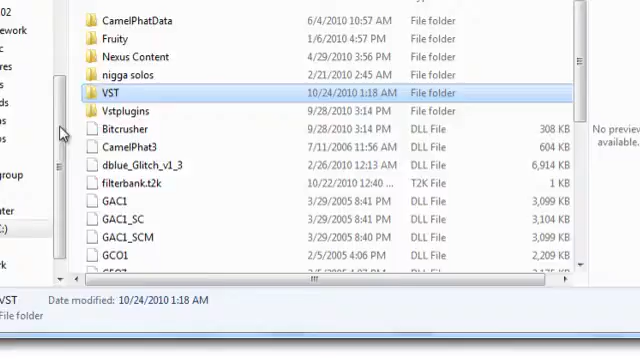 02
ework
c
res
s
ds
as
os
group
ter
:)
k
CamelPhatData 6/4/2010 10:57 AM File folder
Fruity 1/6/2010 4:57 PM File folder
Nexus Content 4/29/2010 3:56 PM File folder
nigga solos 2/21/2010 2:45 AM File folder
VST 10/24/2010 1:18 AM File folder
Vstplugins 9/28/2010 3:14 PM File folder
Bitcrusher 9/28/2010 3:14 PM DLL File 308 KB
CamelPhat3 7/11/2006 11:56 AM DLL File 604 KB
dblue_Glitch_v1_3 2/26/2010 12:13 AM DLL File 6,914 KB
filterbank.t2k 10/22/2010 12:40 ... T2K File 1 KB
GAC1 3/29/2005 8:41 PM DLL File 3,099 KB
GAC1_SC 3/29/2005 8:41 PM DLL File 3,104 KB
GAC1_SCM 3/29/2005 8:40 PM DLL File 3,099 KB
GCO1 2/5/2005 4:06 PM DLL File 2,209 KB
No preview
available.
VST Date modified: 10/24/2010 1:18 AM
File folder